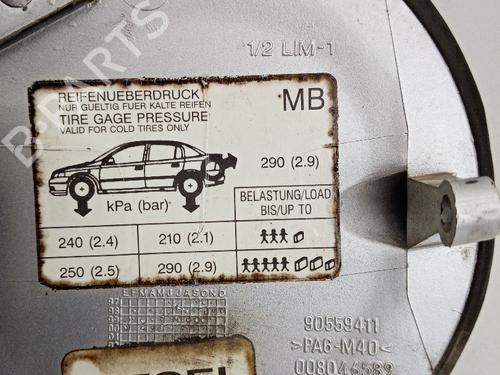 B-PARTS
1/2 LIM-1
REIFENUEBERDRUCK
NUR GUELTIG FUER KALTE REIFEN
TIRE GAGE PRESSURE
VALID FOR COLD TIRES ONLY
MB
290 (2.9)
kPa (bar)
BELASTUNG/LOAD
BIS/UP TO
240 (2.4) 210 (2.1)
250 (2.5) 290 (2.9)
90559411
>PA6-M40<
008046589